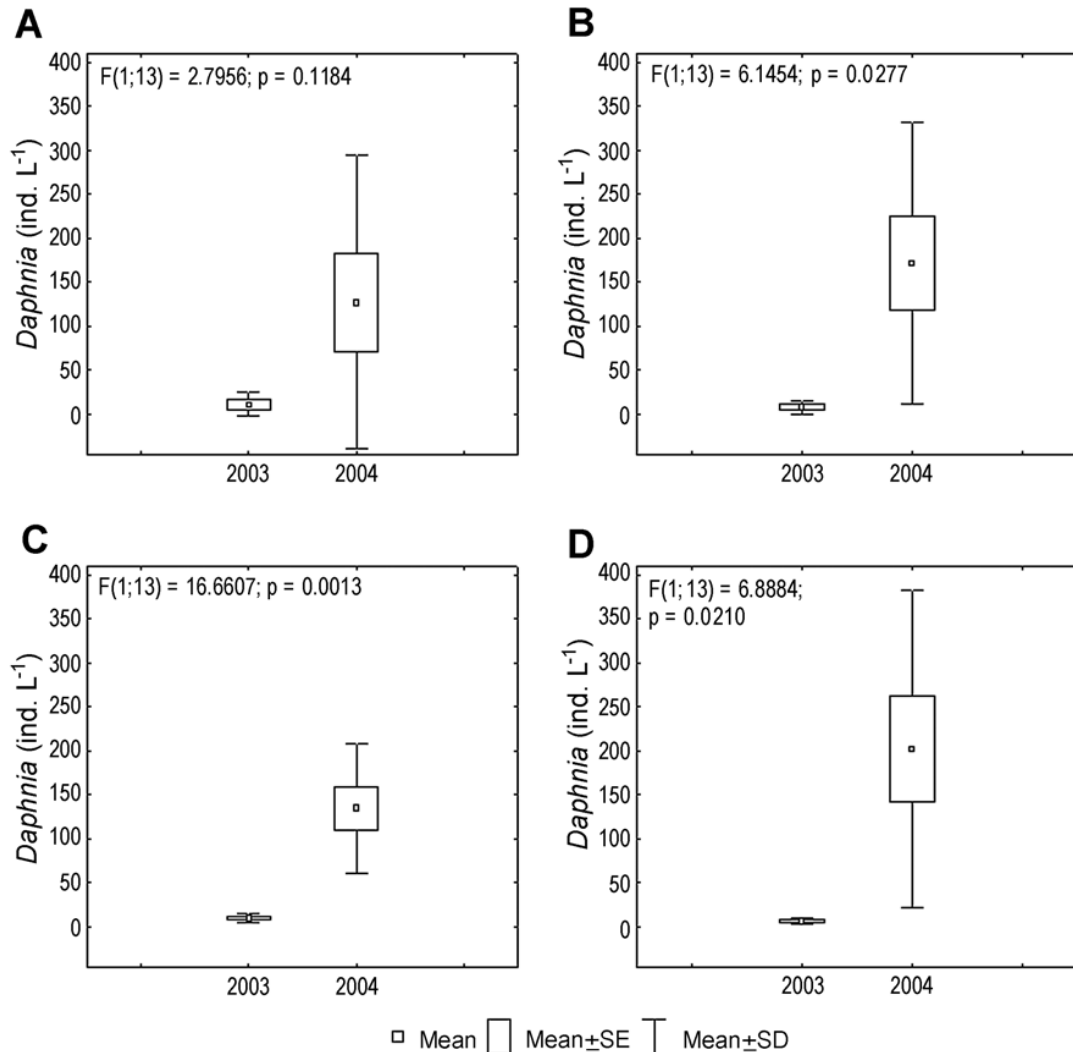 A
F(1;13) = 2.7956; p = 0.1184
400
350
300
250
200
150
100
50
0
Daphnia (ind. L-1)
2003 2004
B
F(1;13) = 6.1454; p = 0.0277
400
350
300
250
200
150
100
50
0
Daphnia (ind. L-1)
2003 2004
C
F(1;13) = 16.6607; p = 0.0013
400
350
300
250
200
150
100
50
0
Daphnia (ind. L-1)
2003 2004
D
F(1;13) = 6.8884;
p = 0.0210
400
350
300
250
200
150
100
50
0
Daphnia (ind. L-1)
2003 2004
Mean Mean±SE Mean±SD